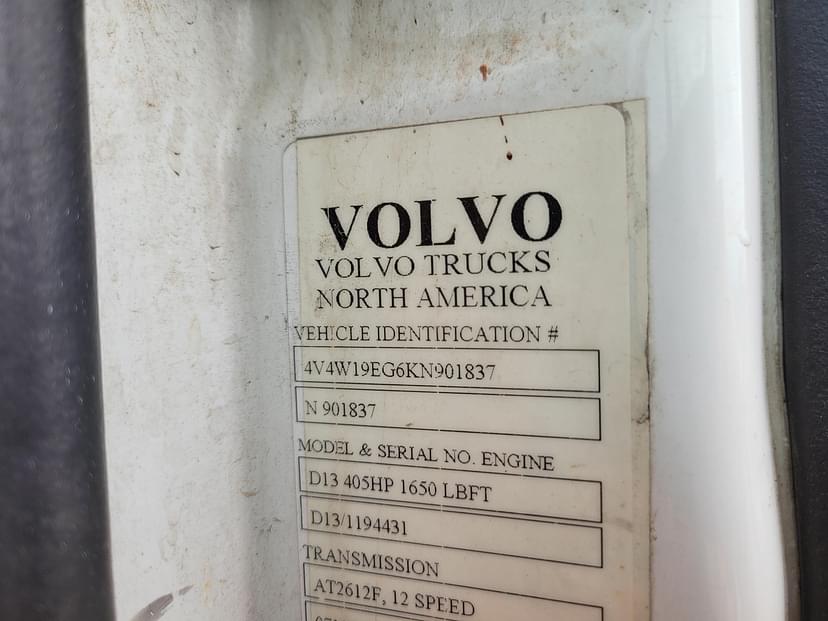 VOLVO
VOLVO TRUCKS
NORTH AMERICA
VEHICLE IDENTIFICATION #
4V4W19EG6KN901837
N 901837
MODEL & SERIAL NO. ENGINE
D13 405HP 1650 LBFT
D13/1194431
TRANSMISSION
AT2612F, 12 SPEED